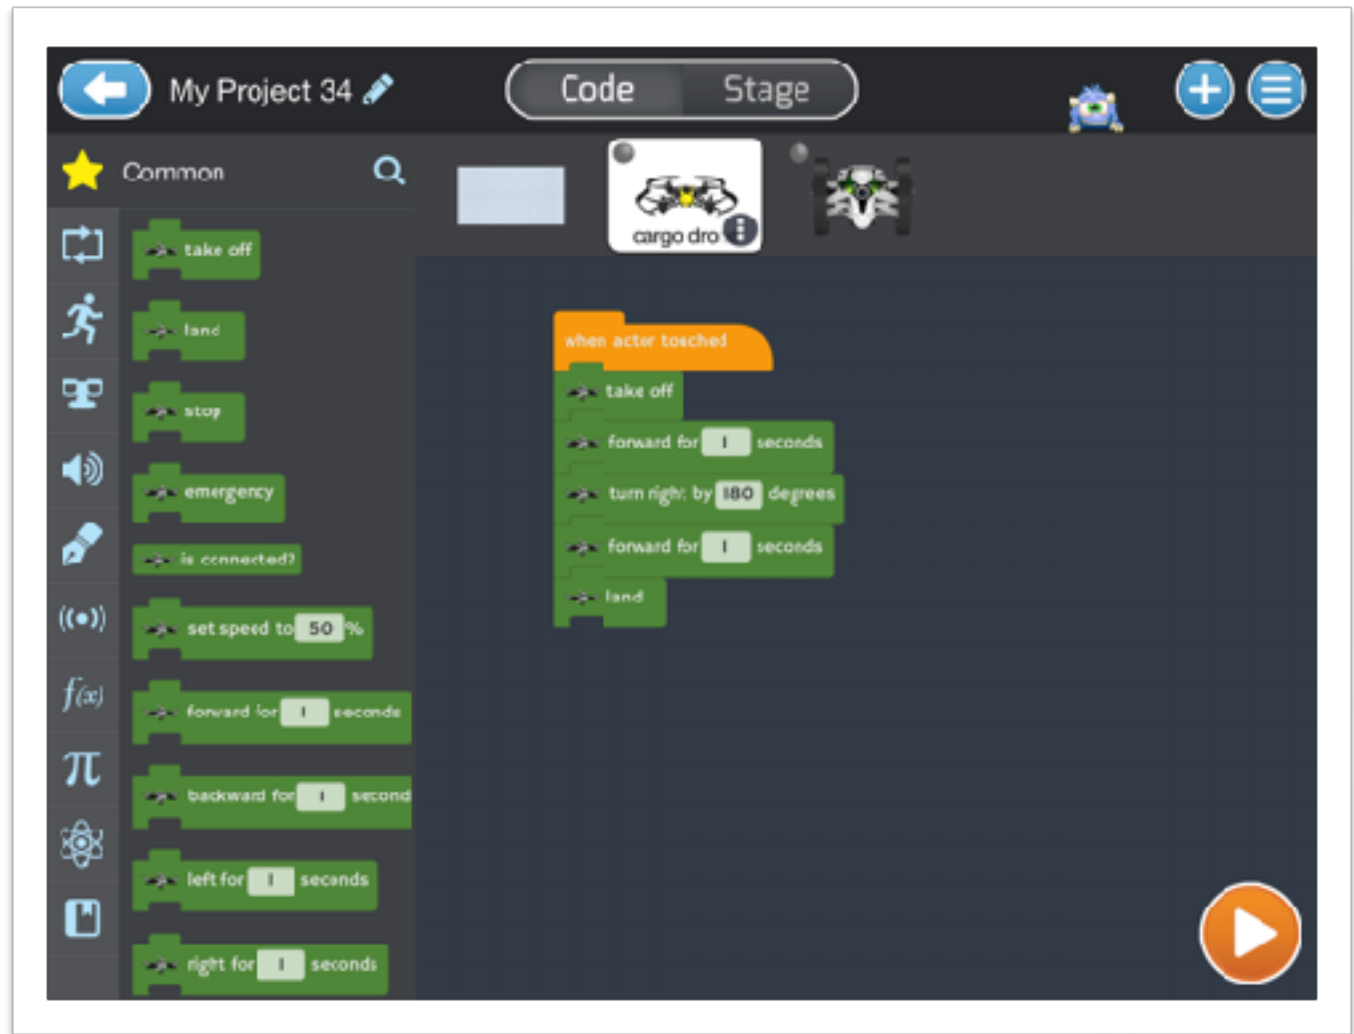 My Project 34
Code
Stage
Common
cargo dro
take off
land
stop
emergency
is connected?
set speed to 50 %
forward for 1 seconds
backward for 1 second
left for 1 seconds
right for 1 seconds
f(x)
π
when actor touched
take off
forward for 1 seconds
turn right by 180 degrees
forward for 1 seconds
land